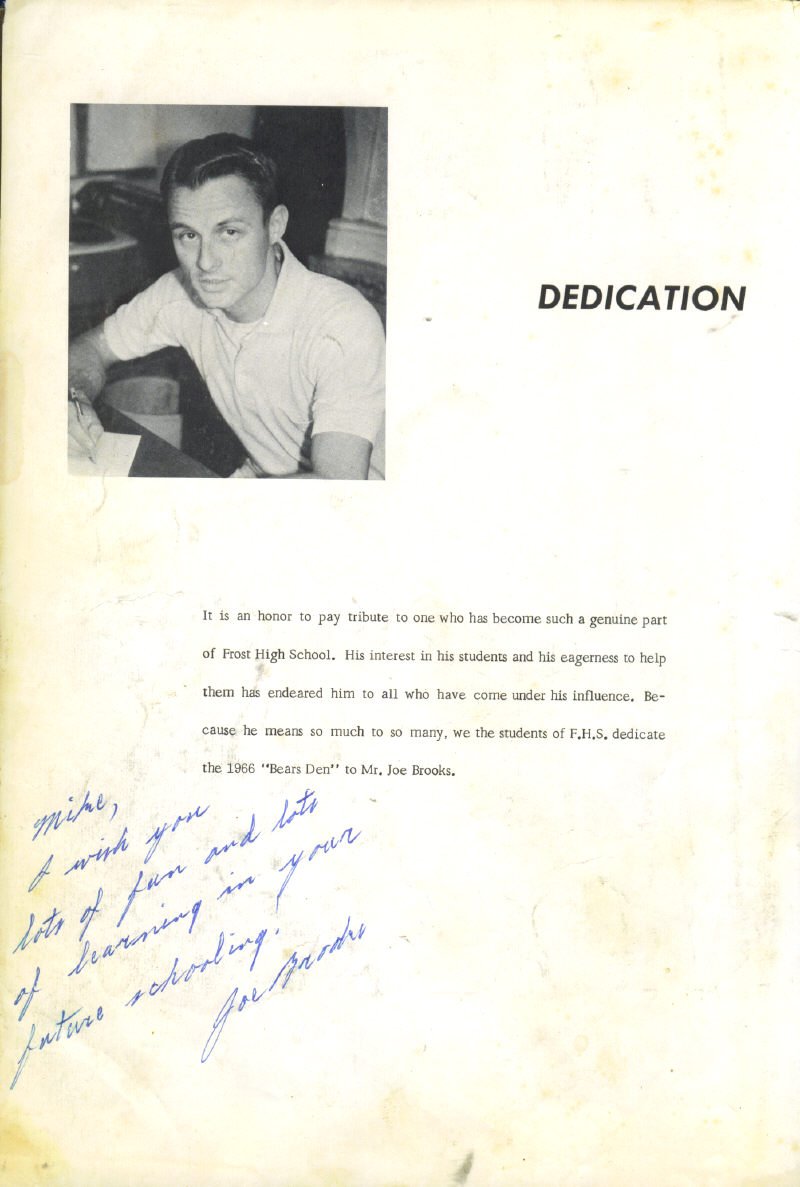 DEDICATION
It is an honor to pay tribute to one who has become such a genuine part
of Frost High School. His interest in his students and his eagerness to help
them has endeared him to all who have come under his influence. Be-
cause he means so much to so many, we the students of F.H.S. dedicate
the 1966 "Bears Den" to Mr. Joe Brooks.
Mike,
I wish you
lots of fun and lots
of learning in your
future schooling.
Joe Brooks